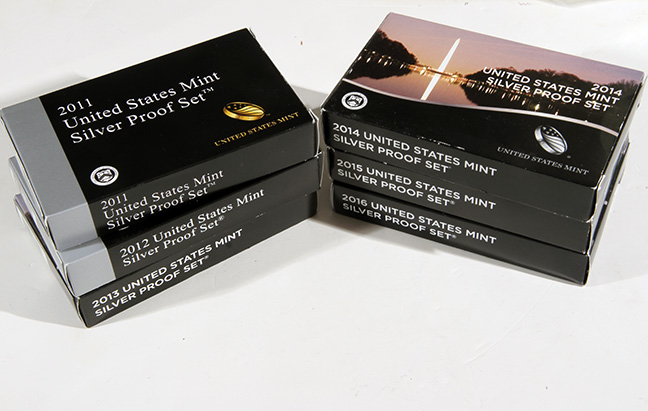 2011
United States Mint
Silver Proof Set™
UNITED STATES MINT
2011
United States Mint
Silver Proof Set™
2012 United States Mint
Silver Proof Set®
2013 UNITED STATES MINT
SILVER PROOF SET®
2014
UNITED STATES MINT
SILVER PROOF SET®
UNITED STATES MINT
2014 UNITED STATES MINT
SILVER PROOF SET®
2015 UNITED STATES MINT
SILVER PROOF SET®
2016 UNITED STATES MINT
SILVER PROOF SET®